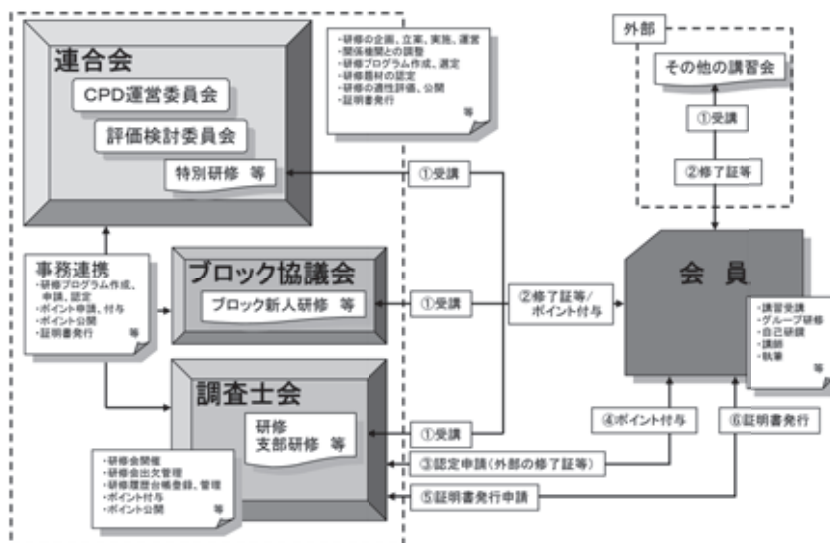 連合会
CPD運営委員会
評価検討委員会
特別研修 等
・研修の企画、立案、実施、運営
・関係機関との調整
・研修プログラム作成、選定
・研修題材の認定
・研修の適性評価、公開
・証明書発行
等
外部
その他の講習会
①受講
②修了証等
①受講
事務連携
・研修プログラム作成、
申請、認定
・ポイント申請、付与
・ポイント公開
・証明書発行 等
ブロック協議会
ブロック新人研修 等
①受講
②修了証等/
ポイント付与
会 員
・講習受講
・グループ研修
・自己研鑽
・講師
・執筆
等
調査士会
研修
支部研修 等
①受講
④ポイント付与
⑥証明書発行
③認定申請(外部の修了証等)
⑤証明書発行申請
・研修会開催
・研修会出欠管理
・研修履歴台帳登録、管理
・ポイント付与
・ポイント公開 等